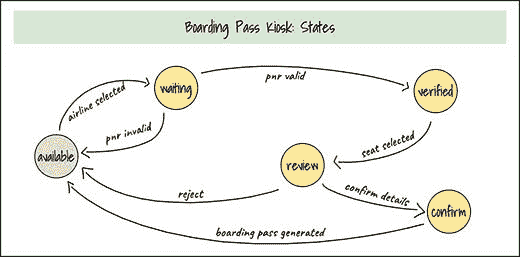 Boarding Pass Kiosk: States
airline selected
waiting
pnr valid
verified
pnr invalid
available
seat selected
review
reject
confirm details
confirm
boarding pass generated